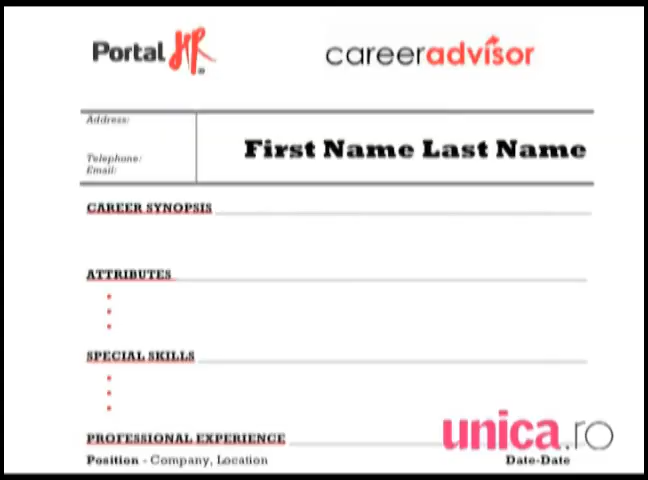 Portal HR
careeradvisor
Address:
Telephone:
Email:
First Name Last Name
CAREER SYNOPSIS
ATTRIBUTES
SPECIAL SKILLS
PROFESSIONAL EXPERIENCE
unica.ro
Position - Company, Location
Date-Date